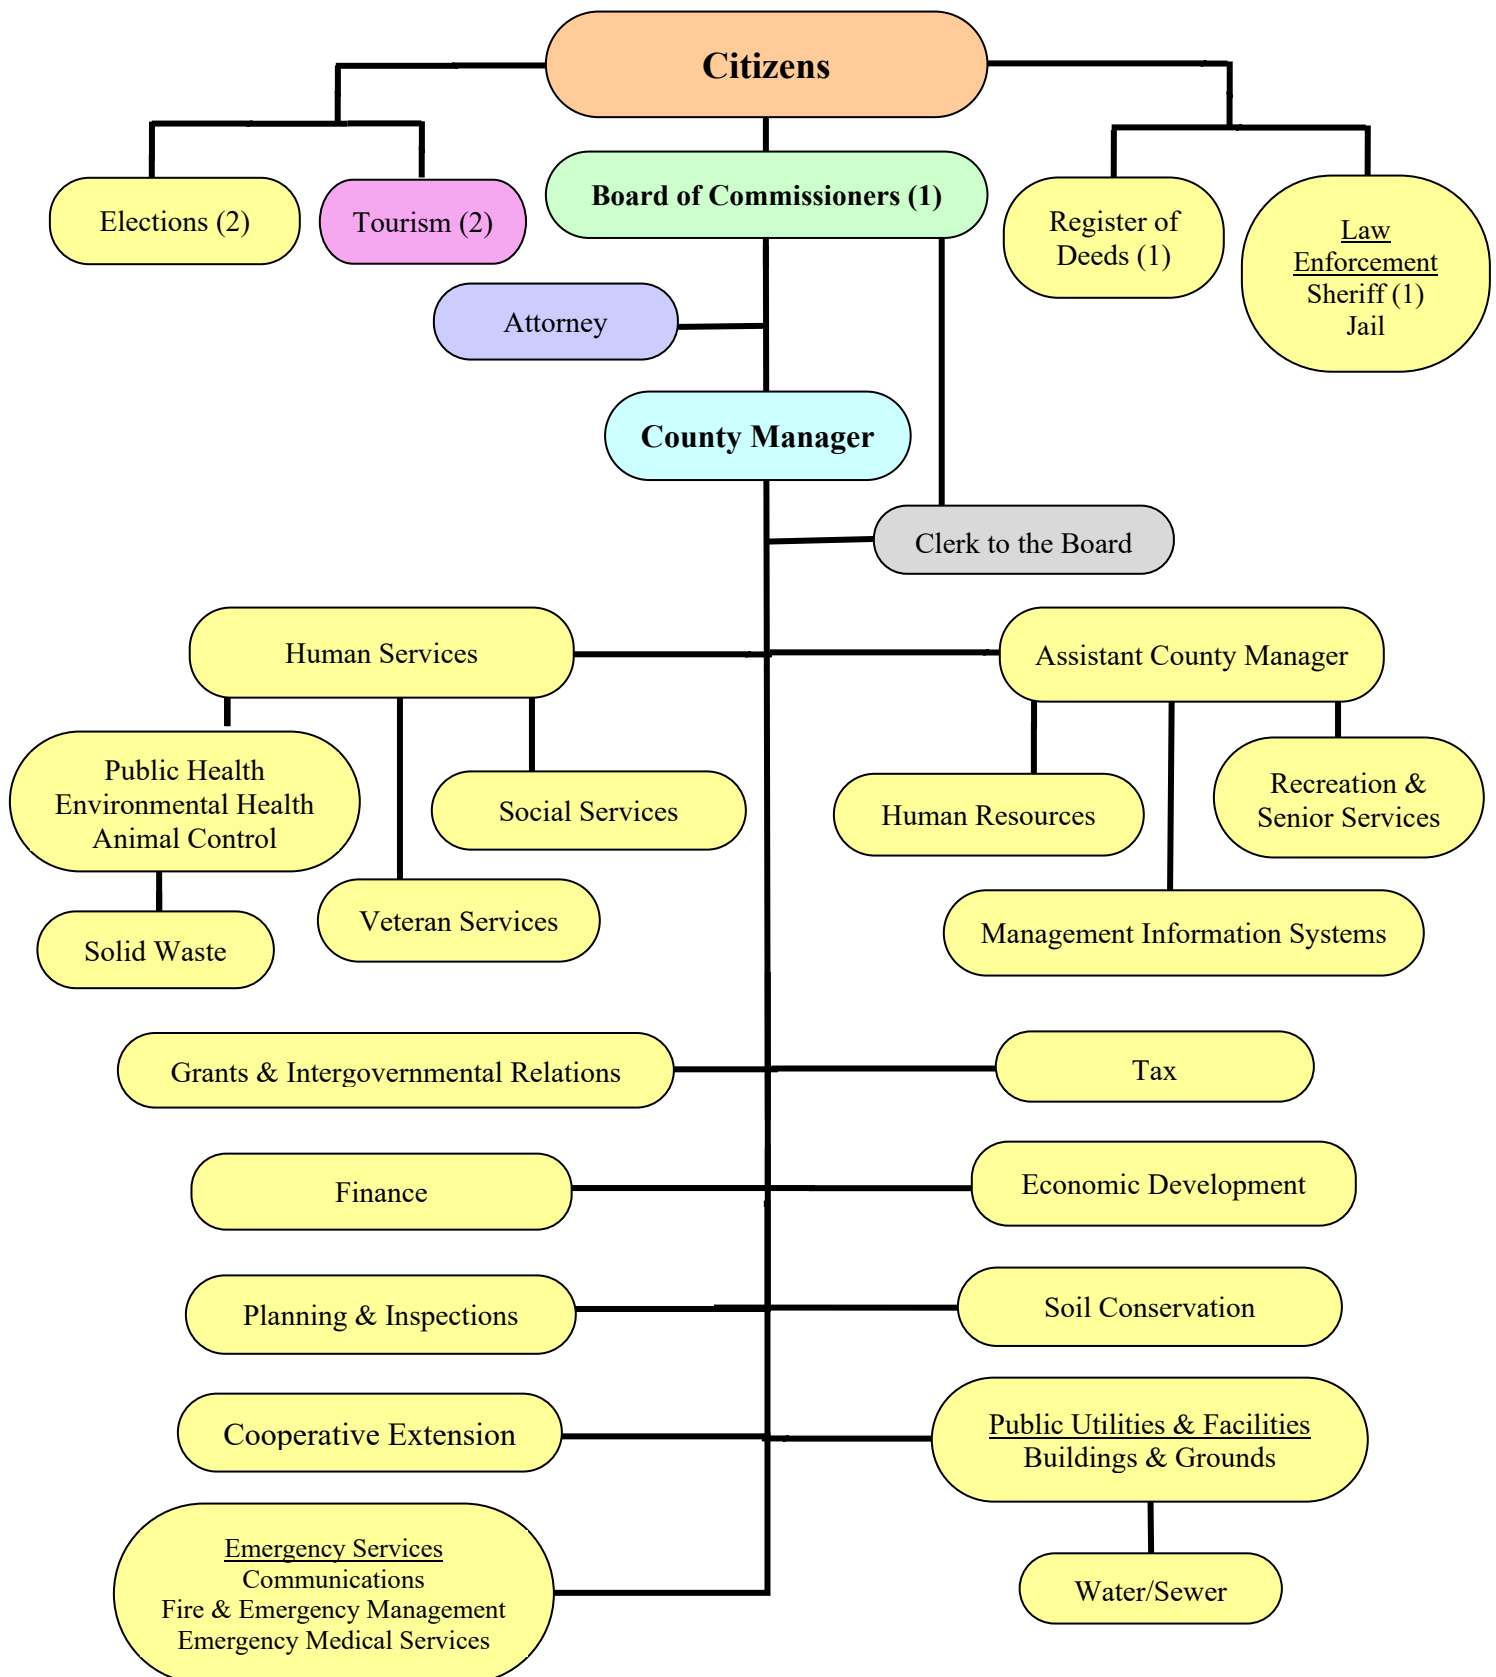 Citizens
Elections (2)
Tourism (2)
Board of Commissioners (1)
Register of
Deeds (1)
Law
Enforcement
Sheriff (1)
Jail
Attorney
County Manager
Clerk to the Board
Human Services
Assistant County Manager
Public Health
Environmental Health
Animal Control
Social Services
Human Resources
Recreation &
Senior Services
Solid Waste
Veteran Services
Management Information Systems
Grants & Intergovernmental Relations
Tax
Finance
Economic Development
Planning & Inspections
Soil Conservation
Cooperative Extension
Public Utilities & Facilities
Buildings & Grounds
Emergency Services
Communications
Fire & Emergency Management
Emergency Medical Services
Water/Sewer